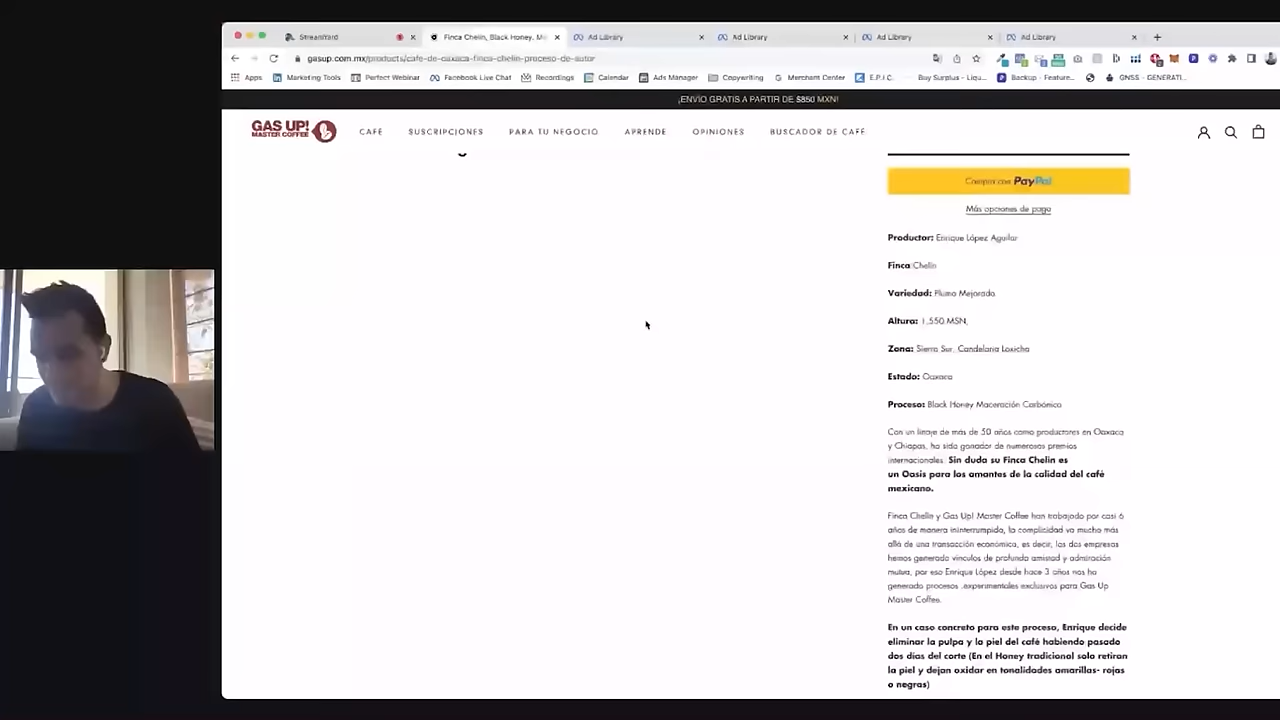 StreamYard
Finca Chelin, Black Honey, M
Ad Library
Ad Library
Ad Library
Ad Library
gasup.com.mx/products/cafe-de-oaxaca-finca-chelin-proceso-de-autor
Apps
Marketing Tools
Perfect Webinar
Facebook Live Chat
Recordings
Calendar
Ads Manager
Copywriting
Merchant Center
E.P.I.C.
Buy Surplus - Liqu...
Backup - Feature...
GNSS - GENERATI...
¡ENVÍO GRATIS A PARTIR DE $850 MXN!
GAS UP!
MASTER COFFEE
CAFÉ
SUSCRIPCIONES
PARA TU NEGOCIO
APRENDE
OPINIONES
BUSCADOR DE CAFÉ
Comprar con PayPal
Más opciones de pago
Productor: Enrique López Aguilar
Finca Chelín
Variedad: Pluma Mejorada
Altura: 1,550 MSN,
Zona: Sierra Sur, Candelaria Loxicha
Estado: Oaxaca
Proceso: Black Honey Maceración Carbónica
Con un linaje de más de 50 años como productores en Oaxaca
y Chiapas, ha sido ganador de numerosos premios
internacionales. Sin duda su Finca Chelin es
un Oasis para los amantes de la calidad del café
mexicano.
Finca Chelín y Gas Up! Master Coffee han trabajado por casi 6
años de manera ininterrumpida, la complicidad va mucho más
allá de una transacción económica, es decir, las dos empresas
hemos generado vínculos de profunda amistad y admiración
mutua, por eso Enrique López desde hace 3 años nos ha
generado procesos .experimentales exclusivos para Gas Up
Master Coffee.
En un caso concreto para este proceso, Enrique decide
eliminar la pulpa y la piel del café habiendo pasado
dos días del corte (En el Honey tradicional solo retiran
la piel y dejan oxidar en tonalidades amarillas- rojas
o negras)